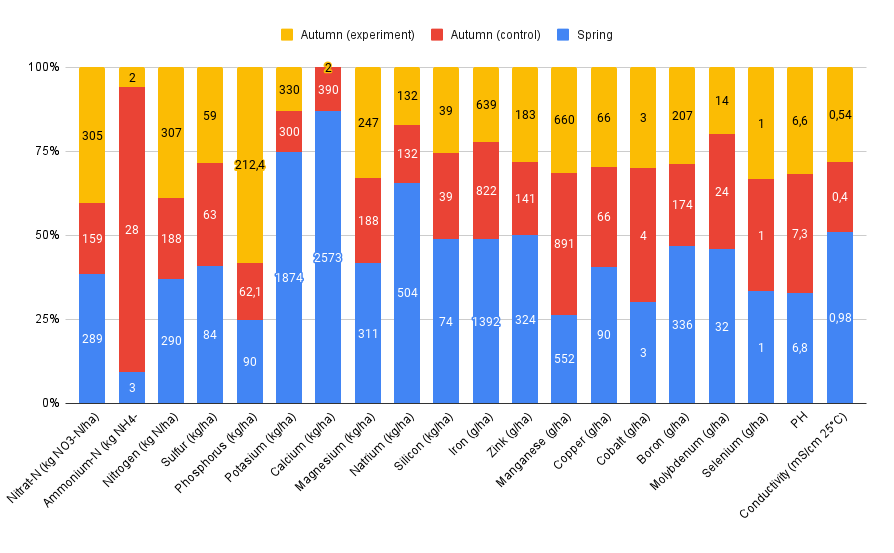 Autumn (experiment) Autumn (control) Spring
100%
75%
50%
25%
0%
305 2 307 59 212,4 330 2 247 132 39 639 183 660 66 3 207 14 1 6,6 0,54
159 28 188 63 62,1 300 390 188 132 39 822 141 891 66 4 174 24 1 7,3 0,4
289 3 290 84 90 1874 2573 311 504 74 1392 324 552 90 3 336 32 1 6,8 0,98
Nitrat-N (kg NO3-N/ha)
Ammonium-N (kg NH4-
Nitrogen (kg N/ha)
Sulfur (kg/ha)
Phosphorus (kg/ha)
Potasium (kg/ha)
Calcium (kg/ha)
Magnesium (kg/ha)
Natrium (kg/ha)
Silicon (kg/ha)
Iron (g/ha)
Zink (g/ha)
Manganese (g/ha)
Copper (g/ha)
Cobalt (g/ha)
Boron (g/ha)
Molybdenum (g/ha)
Selenium (g/ha)
PH
Conductivity (mS/cm 25°C)